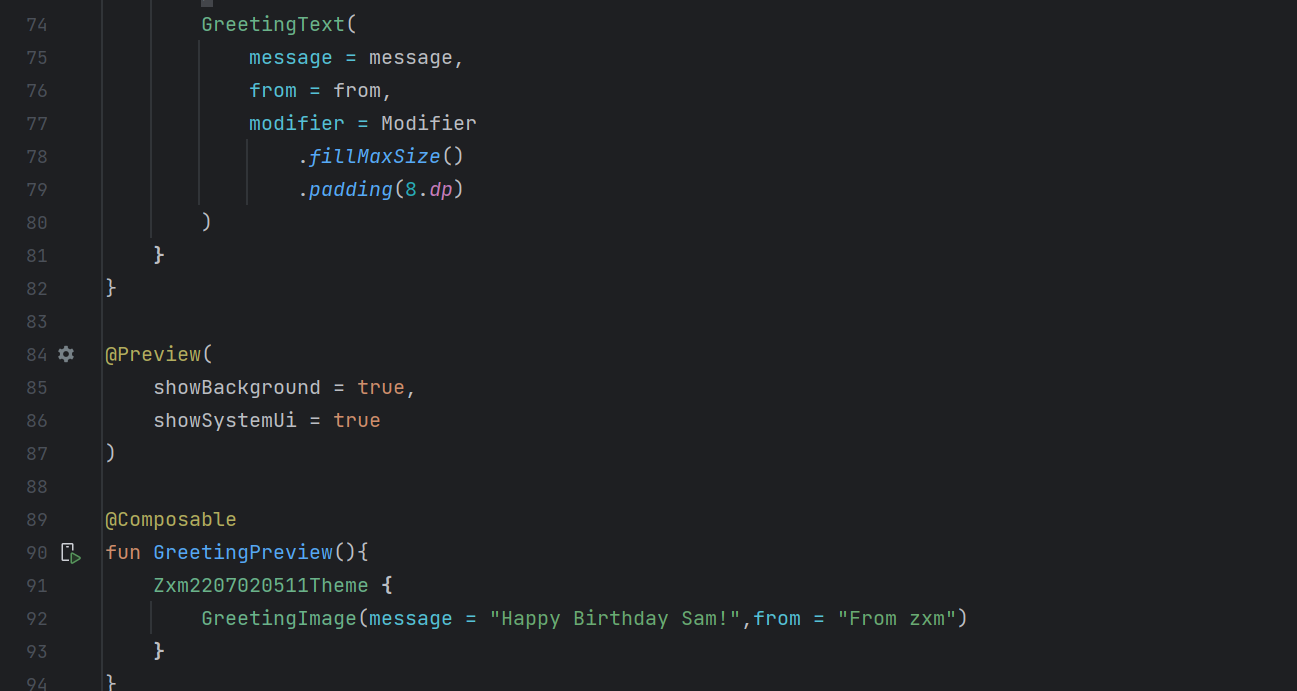 74 GreetingText(
75 message = message,
76 from = from,
77 modifier = Modifier
78 .fillMaxSize()
79 .padding(8.dp)
80 )
81 }
82 }
83
84 @Preview(
85 showBackground = true,
86 showSystemUi = true
87 )
88
89 @Composable
90 fun GreetingPreview(){
91 Zxm2207020511Theme {
92 GreetingImage(message = "Happy Birthday Sam!",from = "From zxm")
93 }
94 }